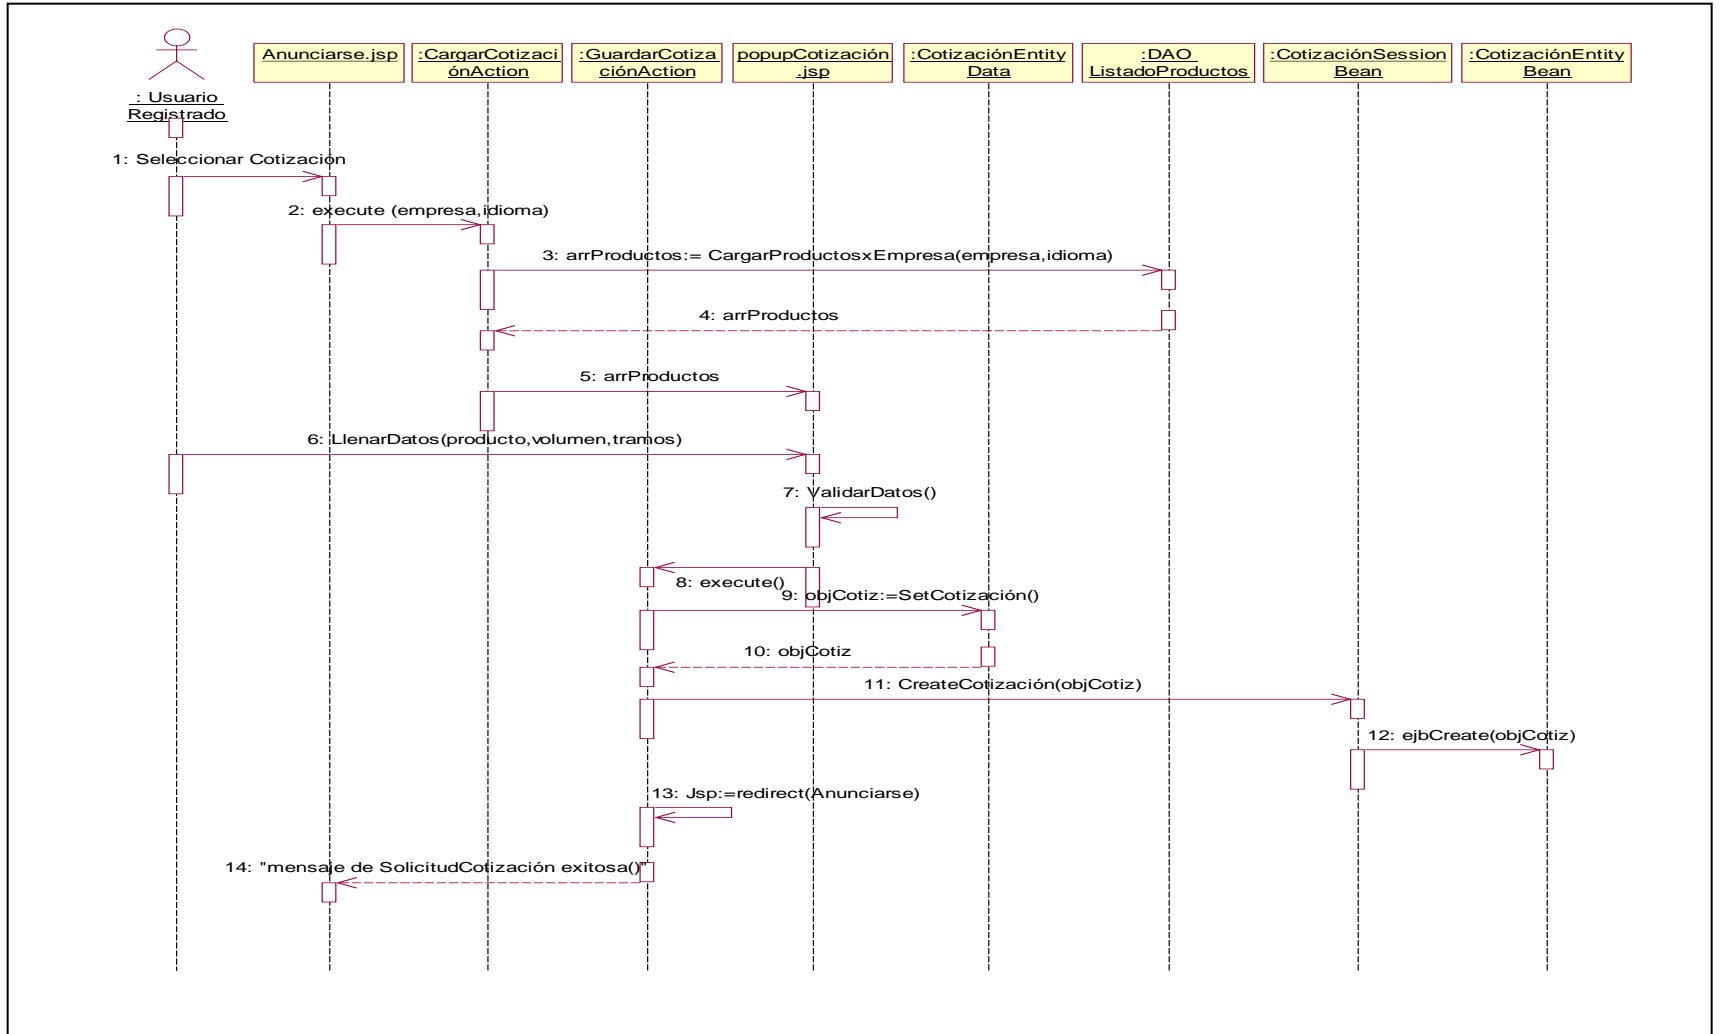 Anunciarse.jsp
:CargarCotizaci
ónAction
:GuardarCotiza
ciónAction
popupCotización
.jsp
:CotizaciónEntity
Data
:DAO
ListadoProductos
:CotizaciónSession
Bean
:CotizaciónEntity
Bean
: Usuario
Registrado
1: Seleccionar Cotización
2: execute (empresa,idioma)
3: arrProductos:= CargarProductosxEmpresa(empresa,idioma)
4: arrProductos
5: arrProductos
6: LlenarDatos(producto,volumen,tramos)
7: ValidarDatos()
8: execute()
9: objCotiz:=SetCotización()
10: objCotiz
11: CreateCotización(objCotiz)
12: ejbCreate(objCotiz)
13: Jsp:=redirect(Anunciarse)
14: "mensaje de SolicitudCotización exitosa()"